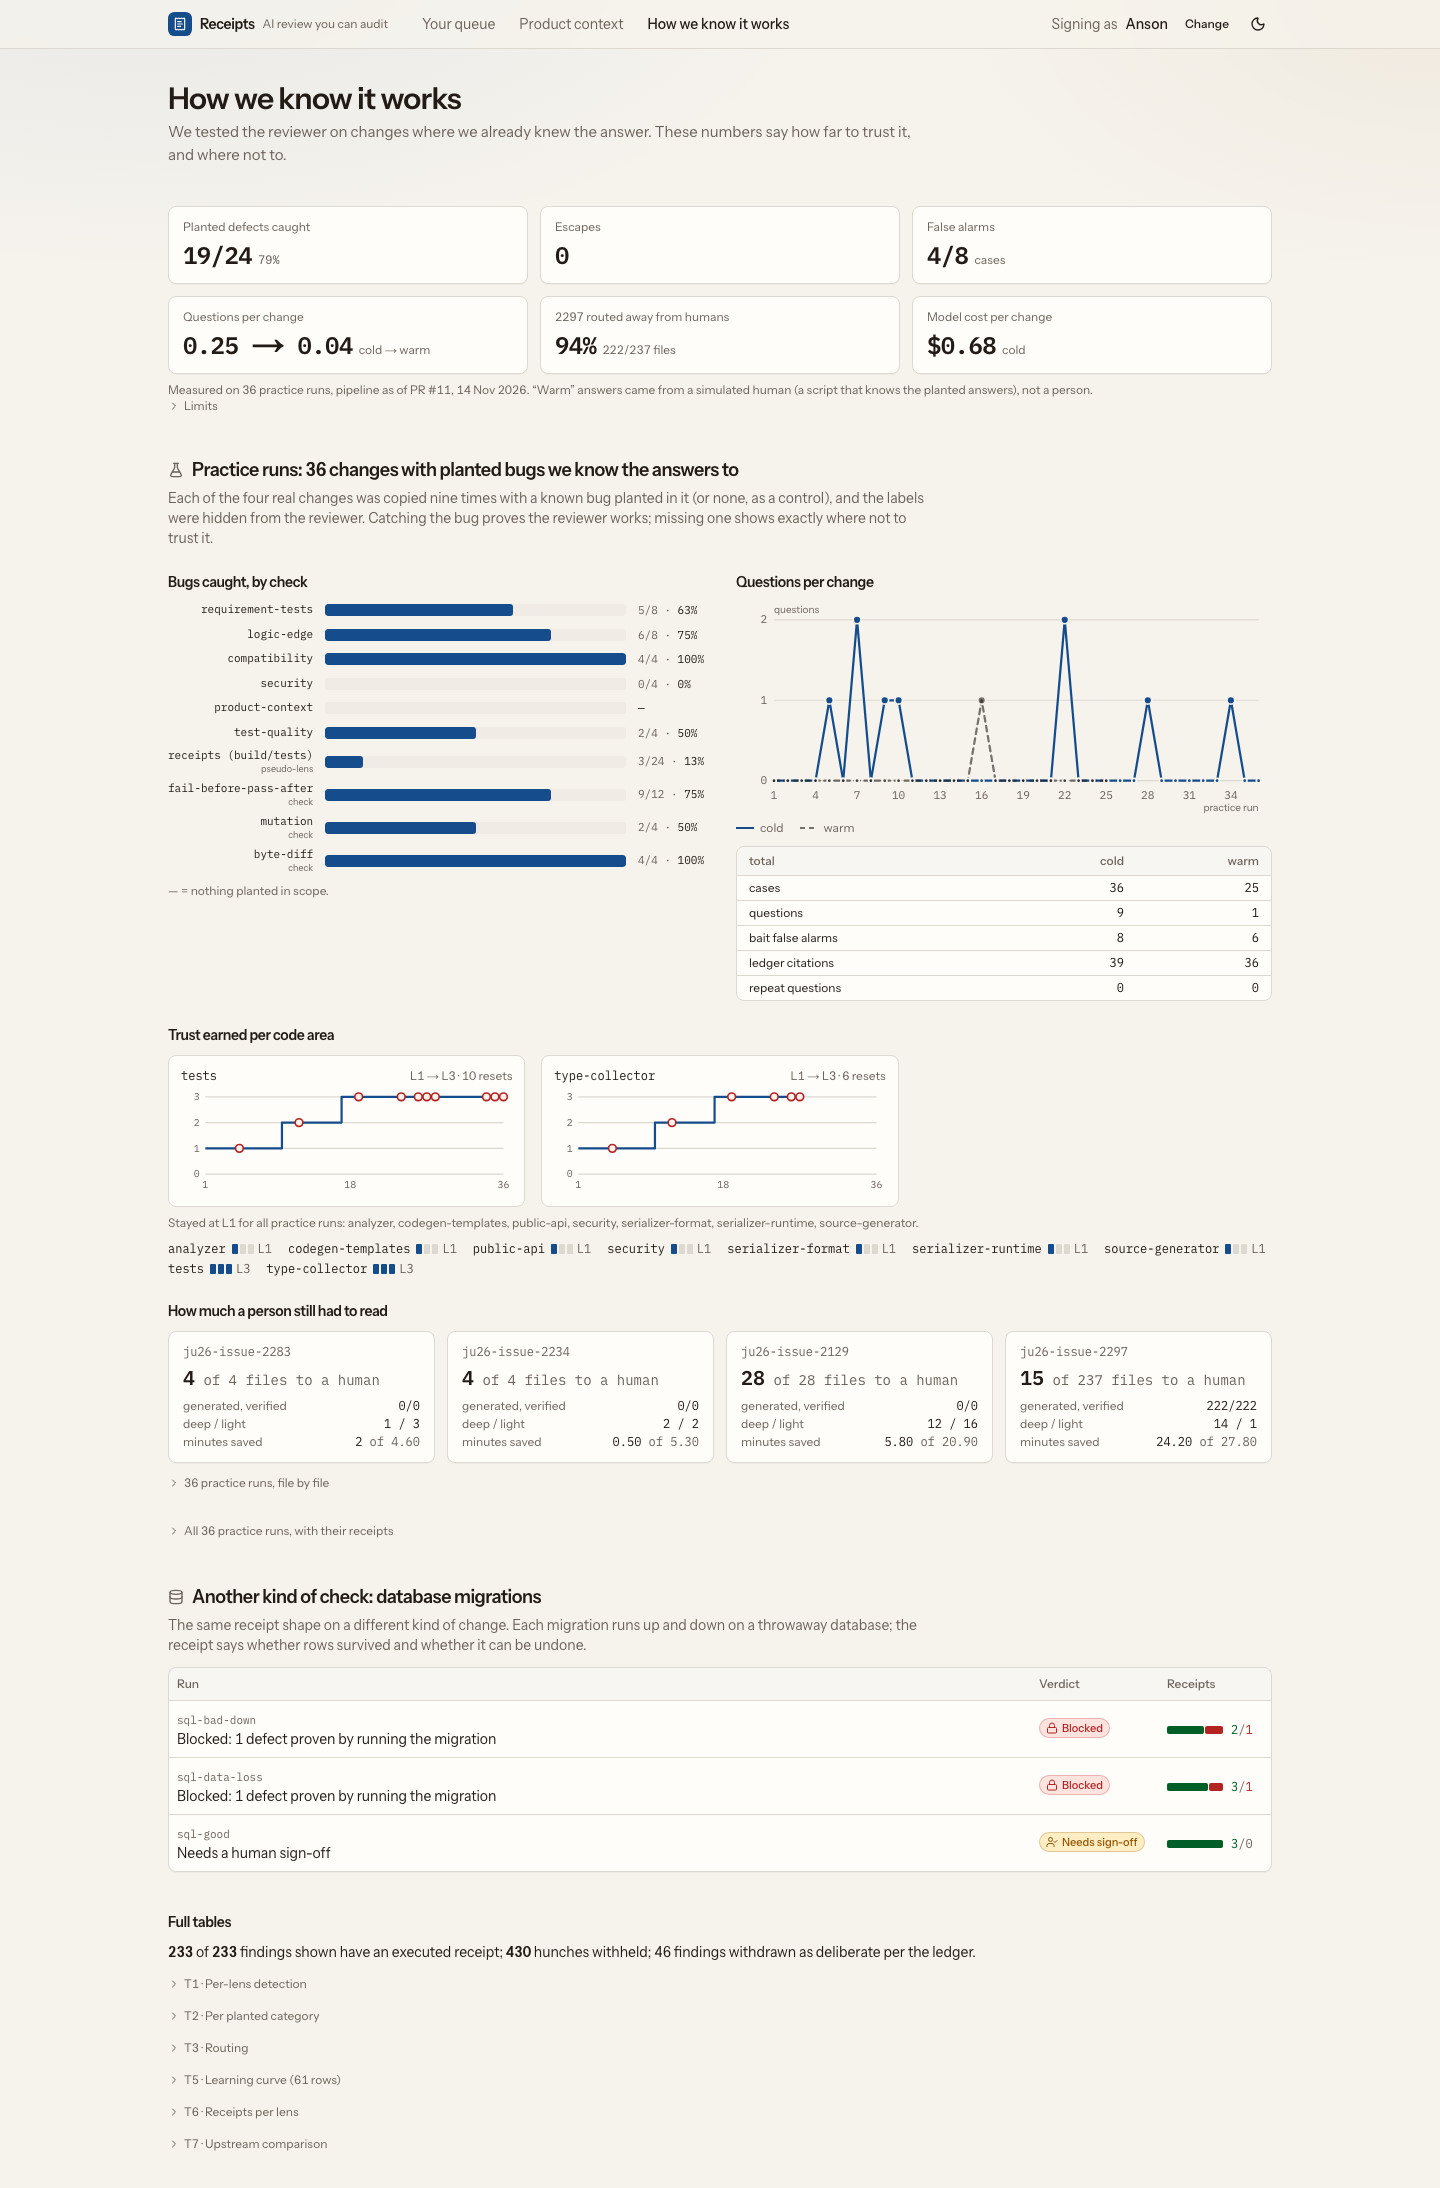 Receipts AI review you can audit Your queue Product context How we know it works Signing as Anson Change
How we know it works
We tested the reviewer on changes where we already knew the answer. These numbers say how far to trust it,
and where not to.
Planted defects caught
19/24 79%
Escapes
0
False alarms
4/8 cases
Questions per change
0.25 → 0.04 cold → warm
2297 routed away from humans
94% 222/237 files
Model cost per change
$0.68 cold
Measured on 36 practice runs, pipeline as of PR #11, 14 Nov 2026. “Warm” answers came from a simulated human (a script that knows the planted answers), not a person.
Limits
Practice runs: 36 changes with planted bugs we know the answers to
Each of the four real changes was copied nine times with a known bug planted in it (or none, as a control), and the labels
were hidden from the reviewer. Catching the bug proves the reviewer works; missing one shows exactly where not to
trust it.
Bugs caught, by check
requirement-tests 5/8 · 63%
logic-edge 6/8 · 75%
compatibility 4/4 · 100%
security 0/4 · 0%
product-context —
test-quality 2/4 · 50%
receipts (build/tests) 3/24 · 13%
pseudo-lens
fail-before-pass-after 9/12 · 75%
check
mutation 2/4 · 50%
check
byte-diff 4/4 · 100%
check
— = nothing planted in scope.
Questions per change
questions
2
1
0
1 4 7 10 13 16 19 22 25 28 31 34
practice run
cold warm
total cold warm
cases 36 25
questions 9 1
bait false alarms 8 6
ledger citations 39 36
repeat questions 0 0
Trust earned per code area
tests L1 → L3 · 10 resets
3
2
1
0
1 18 36
type-collector L1 → L3 · 6 resets
3
2
1
0
1 18 36
Stayed at L1 for all practice runs: analyzer, codegen-templates, public-api, security, serializer-format, serializer-runtime, source-generator.
analyzer L1 codegen-templates L1 public-api L1 security L1 serializer-format L1 serializer-runtime L1 source-generator L1
tests L3 type-collector L3
How much a person still had to read
ju26-issue-2283
4 of 4 files to a human
generated, verified 0/0
deep / light 1 / 3
minutes saved 2 of 4.60
ju26-issue-2234
4 of 4 files to a human
generated, verified 0/0
deep / light 2 / 2
minutes saved 0.50 of 5.30
ju26-issue-2129
28 of 28 files to a human
generated, verified 0/0
deep / light 12 / 16
minutes saved 5.80 of 20.90
ju26-issue-2297
15 of 237 files to a human
generated, verified 222/222
deep / light 14 / 1
minutes saved 24.20 of 27.80
36 practice runs, file by file
All 36 practice runs, with their receipts
Another kind of check: database migrations
The same receipt shape on a different kind of change. Each migration runs up and down on a throwaway database; the
receipt says whether rows survived and whether it can be undone.
Run Verdict Receipts
sql-bad-down
Blocked: 1 defect proven by running the migration Blocked 2/1
sql-data-loss
Blocked: 1 defect proven by running the migration Blocked 3/1
sql-good
Needs a human sign-off Needs sign-off 3/0
Full tables
233 of 233 findings shown have an executed receipt; 430 hunches withheld; 46 findings withdrawn as deliberate per the ledger.
T1 · Per-lens detection
T2 · Per planted category
T3 · Routing
T5 · Learning curve (61 rows)
T6 · Receipts per lens
T7 · Upstream comparison